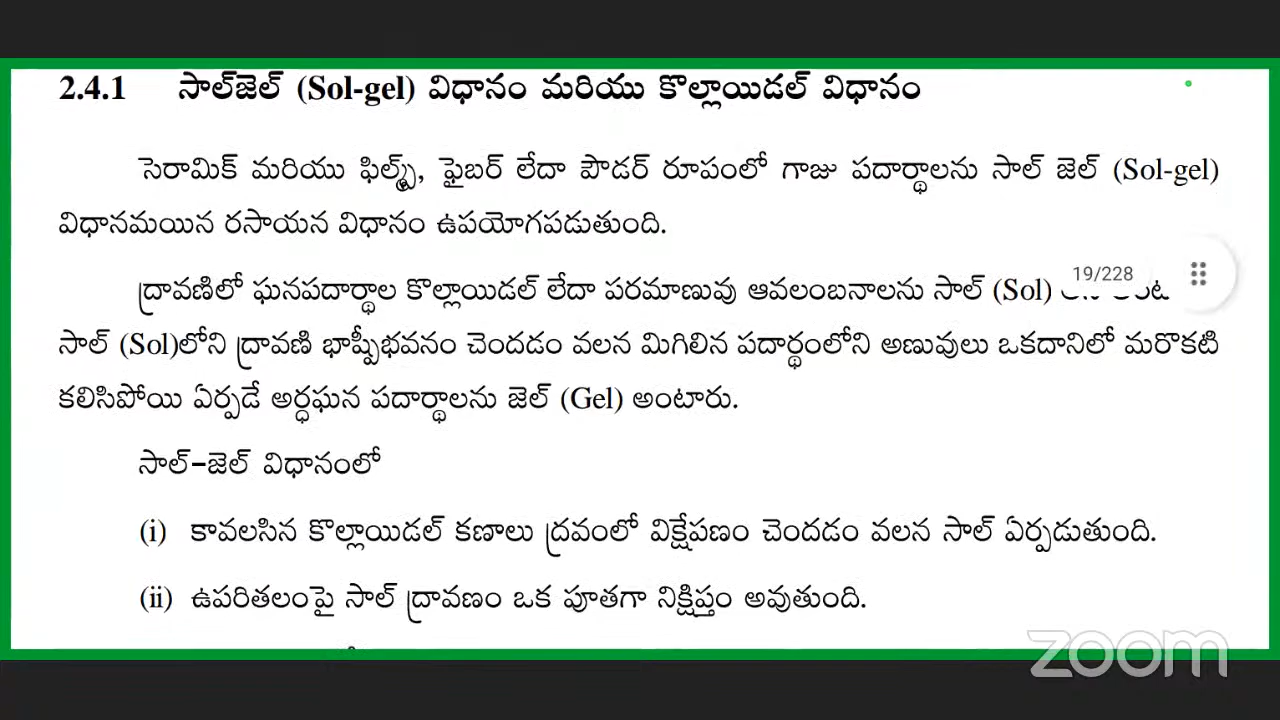 2.4.1 సాల్‌జెల్ (Sol-gel) విధానం మరియు కొల్లాయిడల్ విధానం
సెరామిక్ మరియు ఫిల్మ్స్, ఫైబర్ లేదా పౌడర్ రూపంలో గాజు పదార్థాలను సాల్ జెల్ (Sol-gel)
విధానమయిన రసాయన విధానం ఉపయోగపడుతుంది.
ద్రావణిలో ఘనపదార్థాల కొల్లాయిడల్ లేదా పరమాణువు ఆవలంబనాలను సాల్ (Sol)
19/228
సాల్ (Sol)లోని ద్రావణి భాష్పీభవనం చెందడం వలన మిగిలిన పదార్థంలోని అణువులు ఒకదానిలో మరొకటి
కలిసిపోయి ఏర్పడే అర్ధఘన పదార్థాలను జెల్ (Gel) అంటారు.
సాల్-జెల్ విధానంలో
(i) కావలసిన కొల్లాయిడల్ కణాలు ద్రవంలో విక్షేపణం చెందడం వలన సాల్ ఏర్పడుతుంది.
(ii) ఉపరితలంపై సాల్ ద్రావణం ఒక పూతగా నిక్షిప్తం అవుతుంది.
zoom